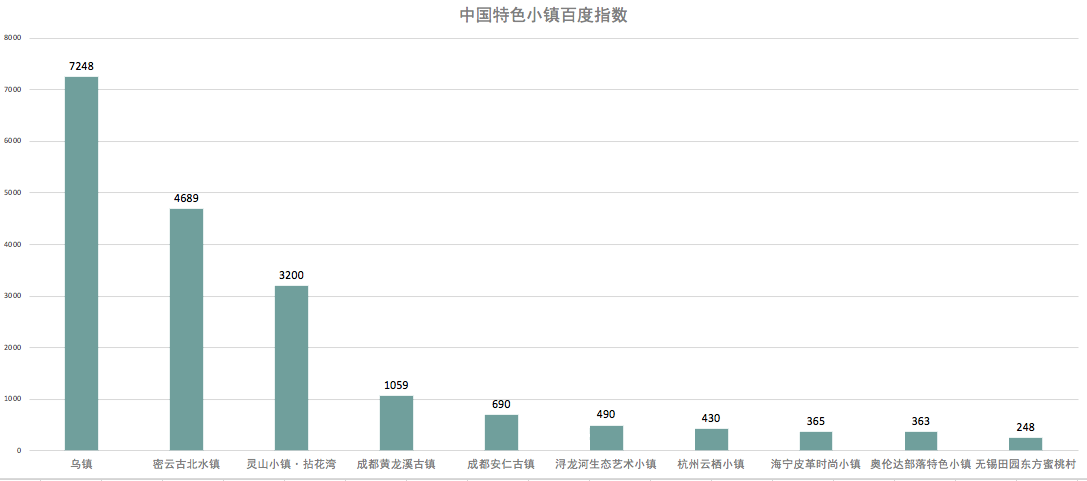 中国特色小镇百度指数
8000
7000
6000
5000
4000
3000
2000
1000
0
7248
4689
3200
1059
690
490
430
365
363
248
乌镇
密云古北水镇
灵山小镇·拈花湾
成都黄龙溪古镇
成都安仁古镇
浔龙河生态艺术小镇
杭州云栖小镇
海宁皮革时尚小镇
奥伦达部落特色小镇
无锡田园东方蜜桃村